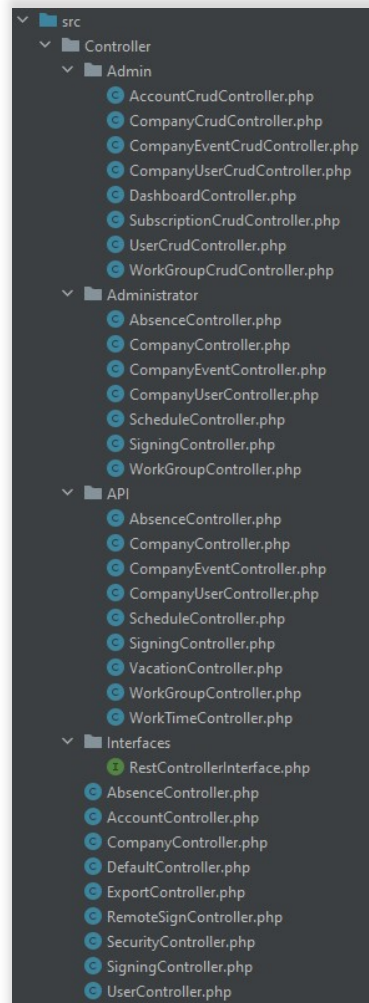 src
Controller
Admin
AccountCrudController.php
CompanyCrudController.php
CompanyEventCrudController.php
CompanyUserCrudController.php
DashboardController.php
SubscriptionCrudController.php
UserCrudController.php
WorkGroupCrudController.php
Administrator
AbsenceController.php
CompanyController.php
CompanyEventController.php
CompanyUserController.php
ScheduleController.php
SigningController.php
WorkGroupController.php
API
AbsenceController.php
CompanyController.php
CompanyEventController.php
CompanyUserController.php
ScheduleController.php
SigningController.php
VacationController.php
WorkGroupController.php
WorkTimeController.php
Interfaces
RestControllerInterface.php
AbsenceController.php
AccountController.php
CompanyController.php
DefaultController.php
ExportController.php
RemoteSignController.php
SecurityController.php
SigningController.php
UserController.php